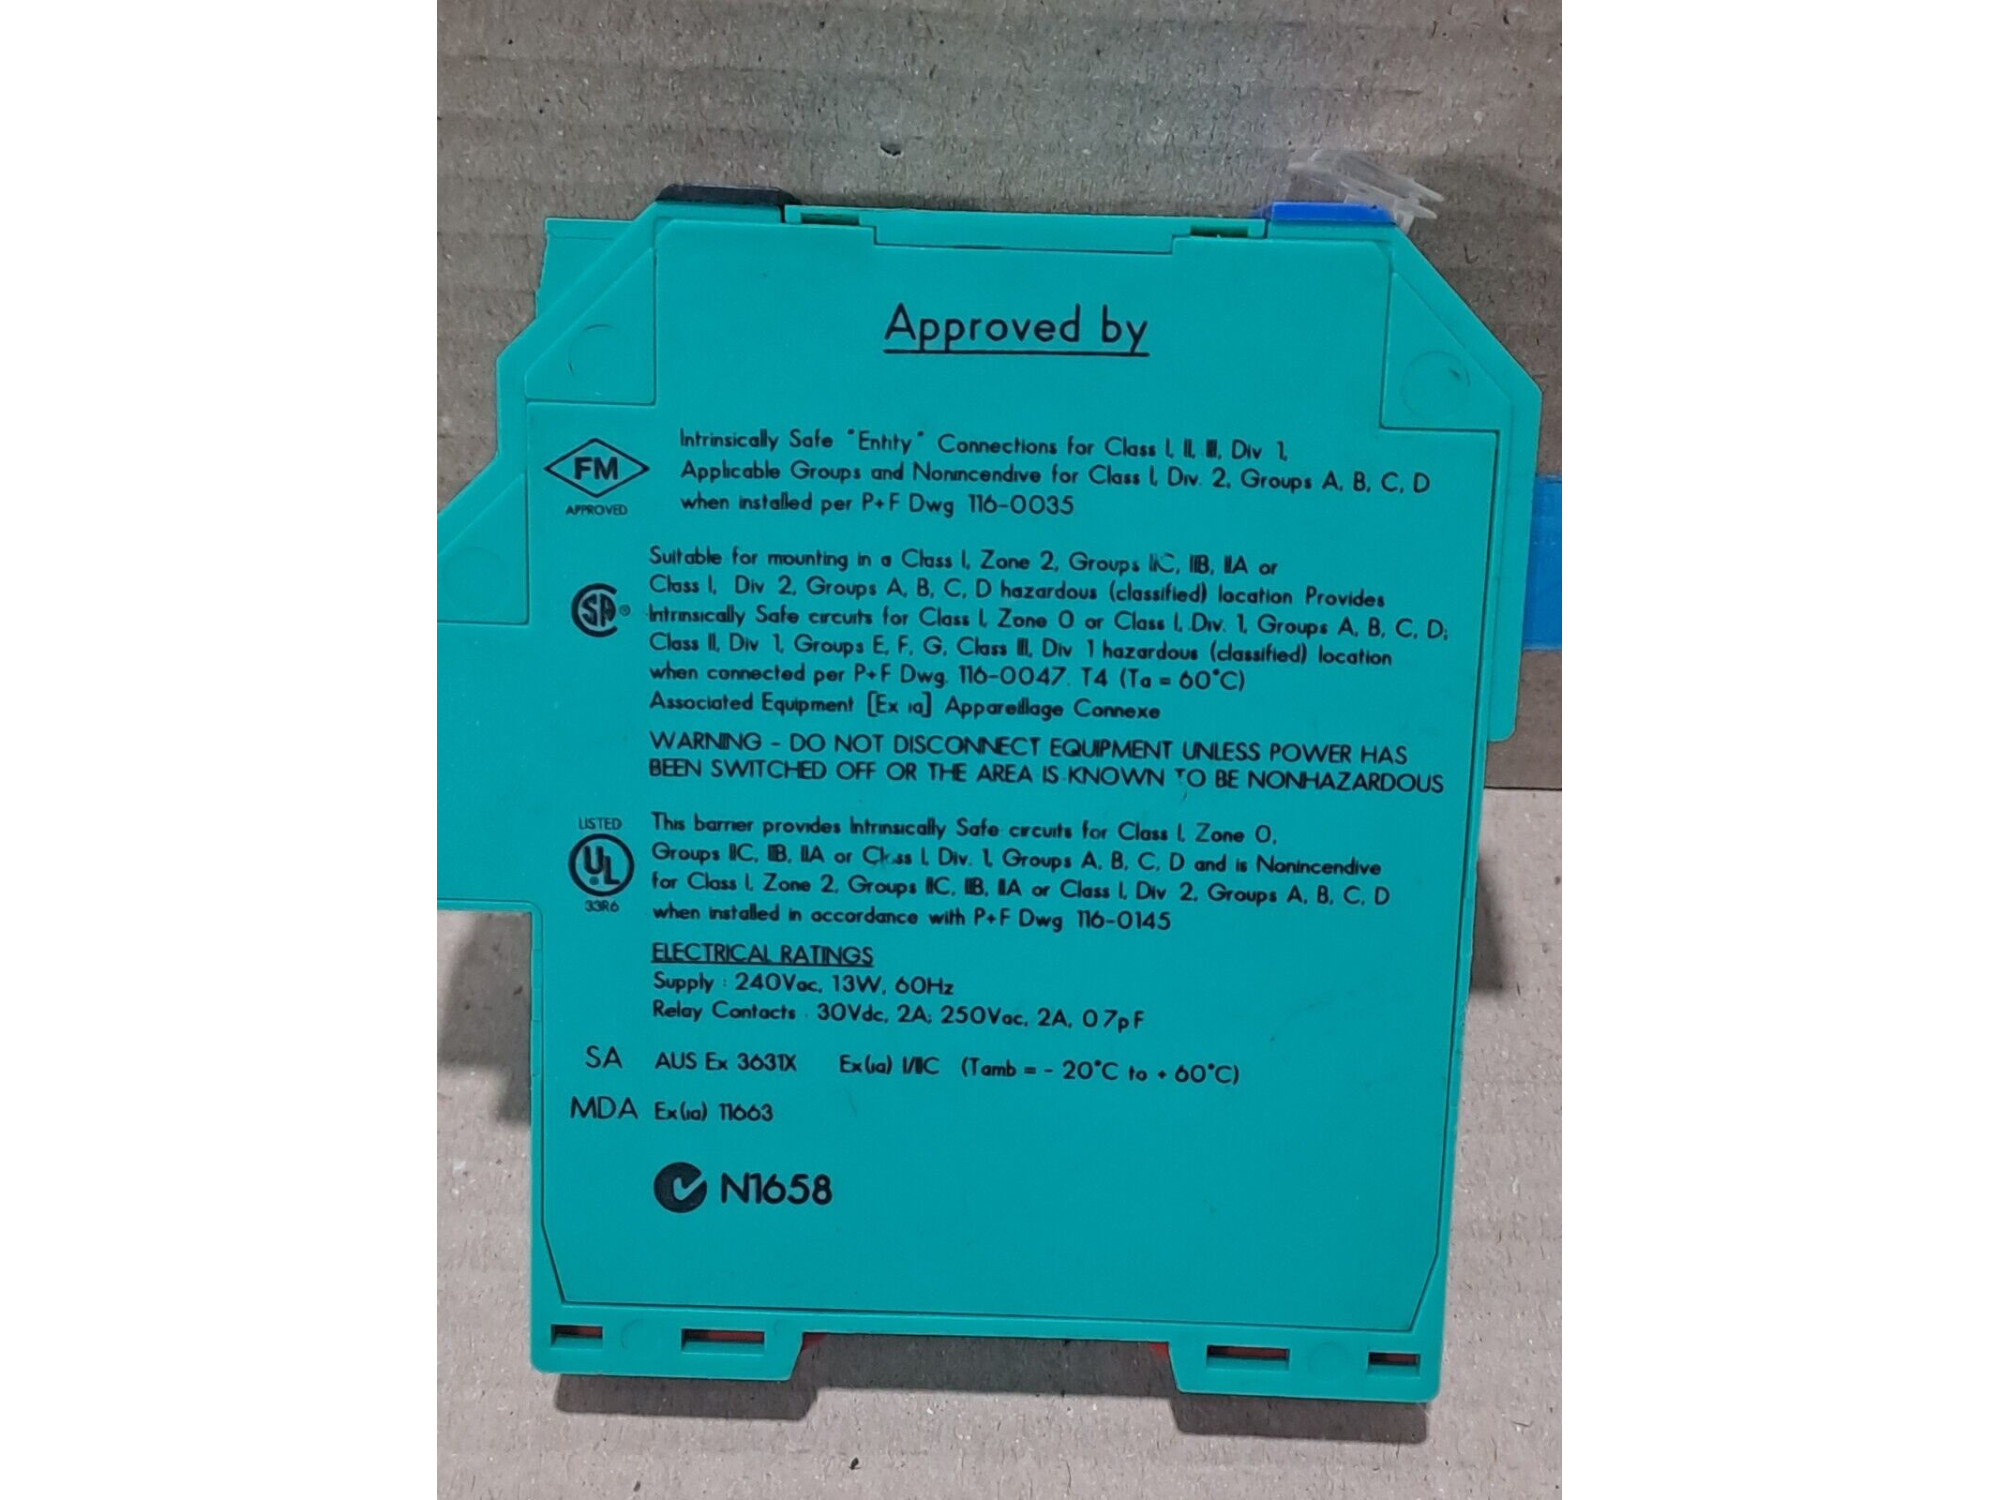 Approved by
Intrinsically Safe "Entity" Connections for Class I, II, III, Div 1,
Applicable Groups and Nonincendive for Class I, Div. 2, Groups A, B, C, D
when installed per P+F Dwg 116-0035
FM
APPROVED
Suitable for mounting in a Class I, Zone 2, Groups IIC, IIB, IIA or
Class I, Div 2, Groups A, B, C, D hazardous (classified) location Provides
SA®
Intrinsically Safe circuits for Class I, Zone 0 or Class I, Div. 1, Groups A, B, C, D;
Class II, Div 1, Groups E, F, G, Class III, Div 1 hazardous (classified) location
when connected per P+F Dwg. 116-0047. T4 (Ta = 60°C)
Associated Equipment [Ex ia] Appareillage Connexe
WARNING - DO NOT DISCONNECT EQUIPMENT UNLESS POWER HAS
BEEN SWITCHED OFF OR THE AREA IS KNOWN TO BE NONHAZARDOUS
LISTED
UL
33R6
This barrier provides Intrinsically Safe circuits for Class I, Zone 0,
Groups IIC, IIB, IIA or Class I, Div. 1, Groups A, B, C, D and is Nonincendive
for Class I, Zone 2, Groups IIC, IIB, IIA or Class I, Div 2, Groups A, B, C, D
when installed in accordance with P+F Dwg 116-0145
ELECTRICAL RATINGS
Supply : 240Vac, 13W, 60Hz
Relay Contacts : 30Vdc, 2A; 250Vac, 2A, 0.7pF
SA AUS Ex 3631X Ex(ia) I/IIC (Tamb = - 20°C to + 60°C)
MDA Ex(ia) 11663
N1658